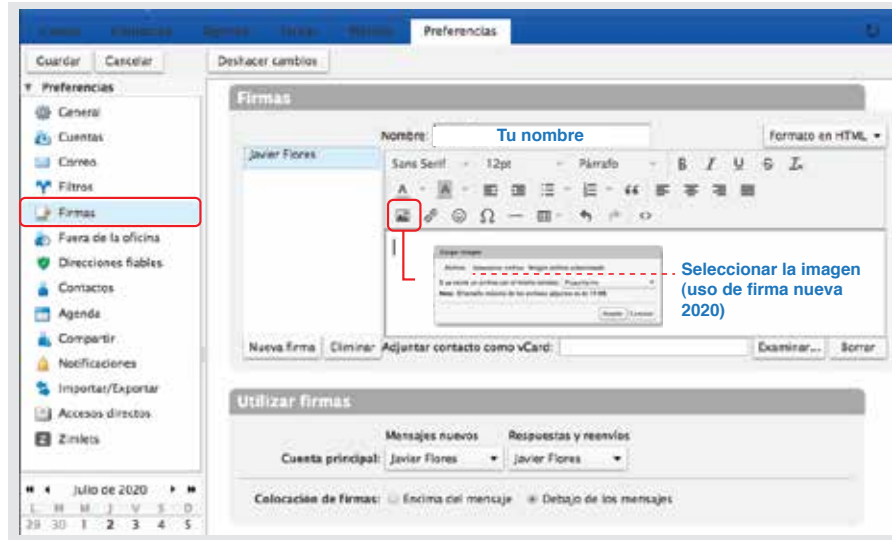 Preferencias
Guardar Cancelar Deshacer cambios
Preferencias
General
Cuentas
Correo
Filtros
Firmas
Fuera de la oficina
Direcciones fiables
Contactos
Agenda
Compartir
Notificaciones
Importar/Exportar
Accesos directos
Zimlets
Julio de 2020
L M M J V S D
29 30 1 2 3 4 5
Firmas
Nombre: Tu nombre Formato en HTML
Javier Flores
Sans Serif 12pt Párrafo B I U S
Seleccionar la imagen
(uso de firma nueva
2020)
Nueva firma Eliminar Adjuntar contacto como vCard: Examinar... Borrar
Utilizar firmas
Mensajes nuevos Respuestas y reenvíos
Cuenta principal: Javier Flores Javier Flores
Colocación de firmas: Encima del mensaje Debajo de los mensajes